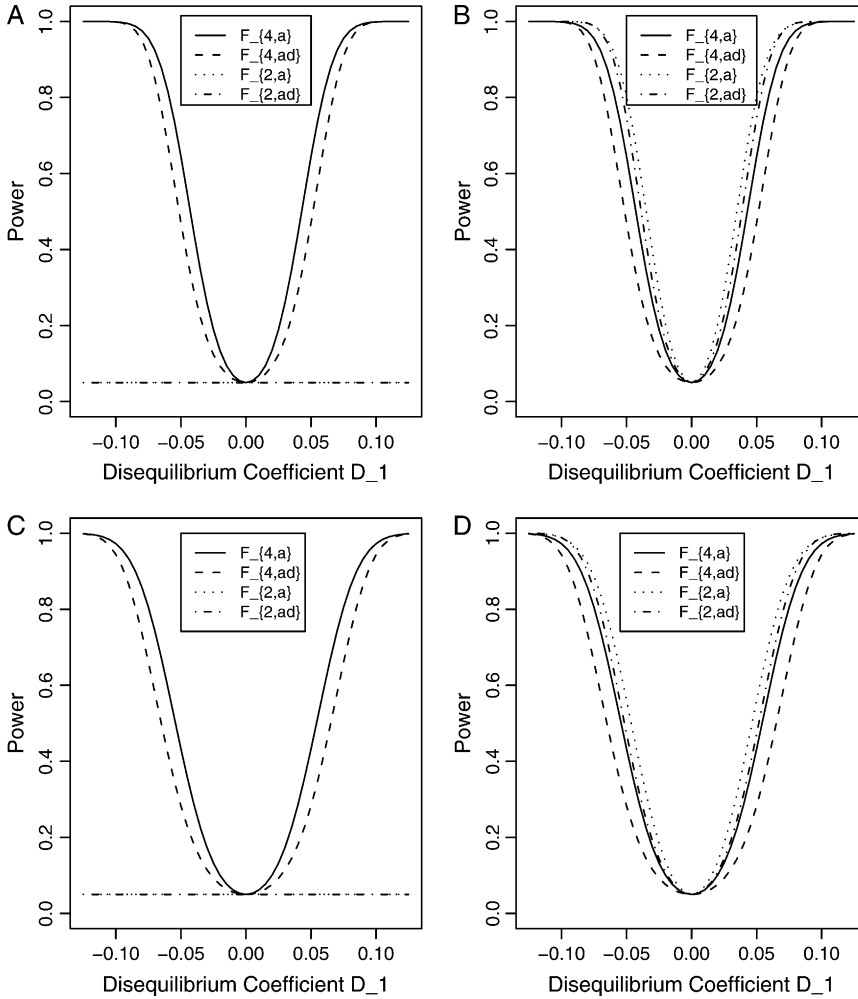 A
F_{4,a}
F_{4,ad}
F_{2,a}
F_{2,ad}
Power
0.0
0.2
0.4
0.6
0.8
1.0
−0.10
−0.05
0.00
0.05
0.10
Disequilibrium Coefficient D_1
B
F_{4,a}
F_{4,ad}
F_{2,a}
F_{2,ad}
Power
0.0
0.2
0.4
0.6
0.8
1.0
−0.10
−0.05
0.00
0.05
0.10
Disequilibrium Coefficient D_1
C
F_{4,a}
F_{4,ad}
F_{2,a}
F_{2,ad}
Power
0.0
0.2
0.4
0.6
0.8
1.0
−0.10
−0.05
0.00
0.05
0.10
Disequilibrium Coefficient D_1
D
F_{4,a}
F_{4,ad}
F_{2,a}
F_{2,ad}
Power
0.0
0.2
0.4
0.6
0.8
1.0
−0.10
−0.05
0.00
0.05
0.10
Disequilibrium Coefficient D_1